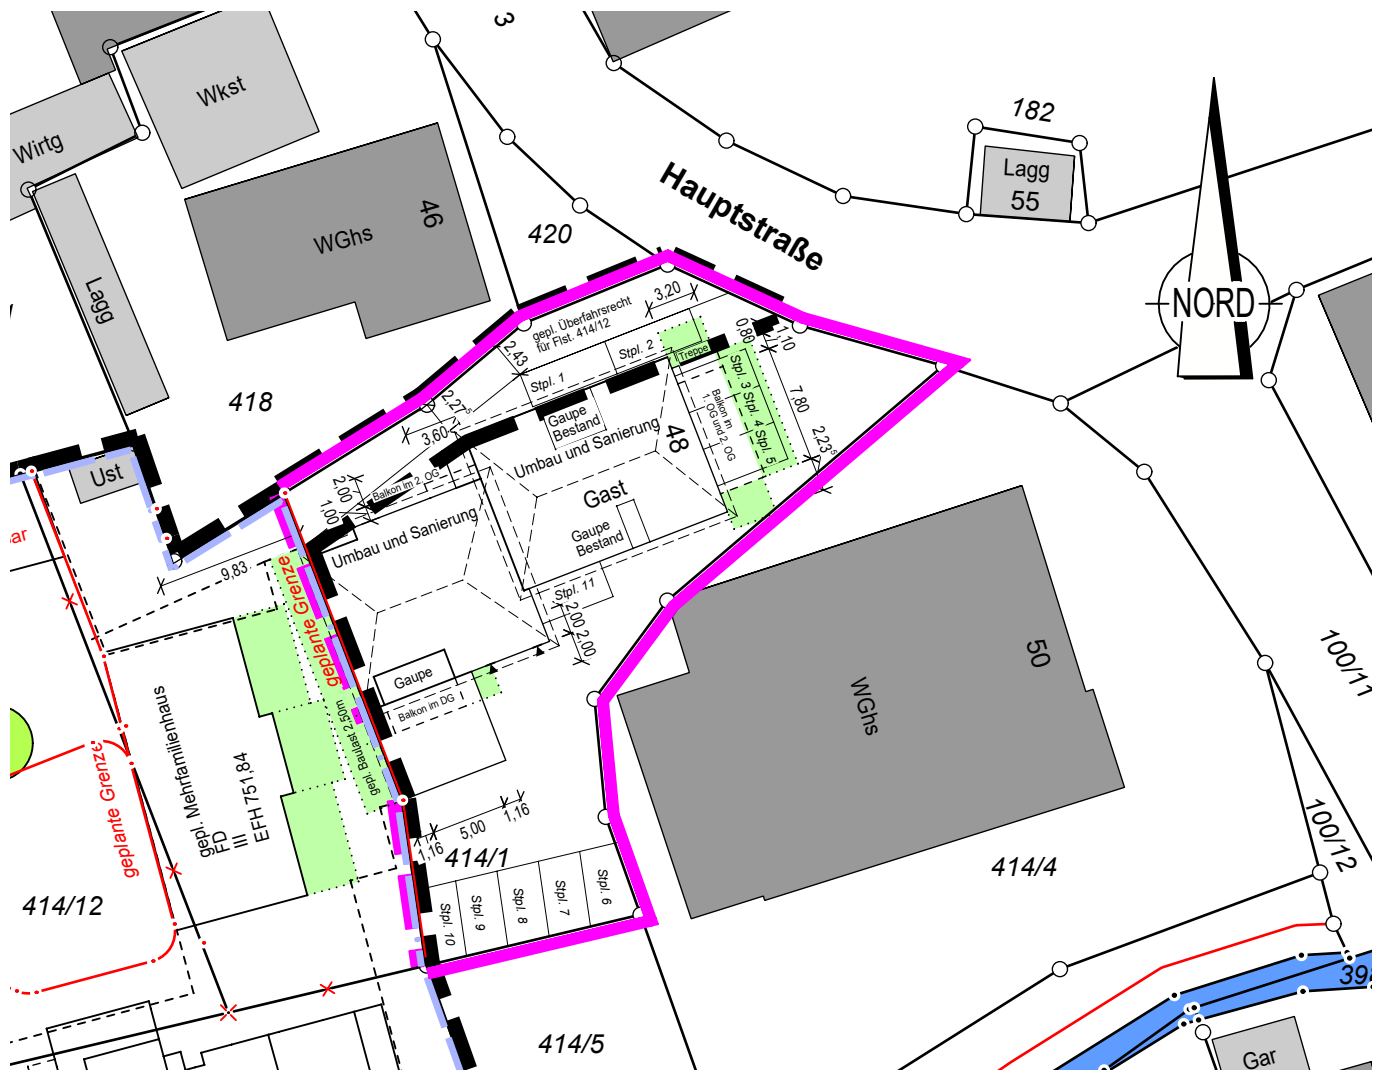 3
Wkst
Wirtg
182
Lagg
55
46
WGhs
Hauptstraße
420
Lagg
NORD
3,20
gepl. Überfahrsrecht
für Flst. 414/12
0,80
2,43
Stpl. 2
Treppe
Stpl. 1
Stpl. 3
Stpl. 4
Stpl. 5
7,80
2,23⁵
418
2,27⁵
3,60
Gaupe
Bestand
Balkon im
1. OG und 2. OG
48
Umbau und Sanierung
Ust
Balkon im 2. OG
2,00
1,00
Gast
Gaupe
Bestand
Umbau und Sanierung
9,83
geplante Grenze
Stpl. 11
2,00
2,00
50
100/11
Gaupe
Balkon im DG
WGhs
gepl. Baulast 2,50m
gepl. Mehrfamilienhaus
FD
III
EFH 751,84
geplante Grenze
1,16
5,00
1,16
414/1
100/12
414/4
414/12
Stpl. 10
Stpl. 9
Stpl. 8
Stpl. 7
Stpl. 6
414/5
Gar